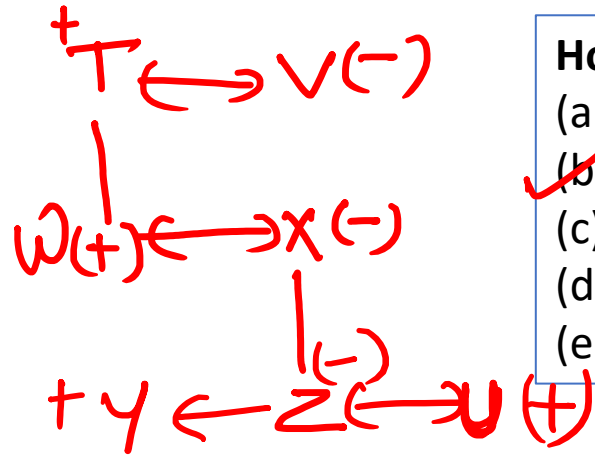 +
T V (-)
Ho
(a
(b
W (+) X (-)
(c)
(d
(-)
(e
+ Y Z U (+)